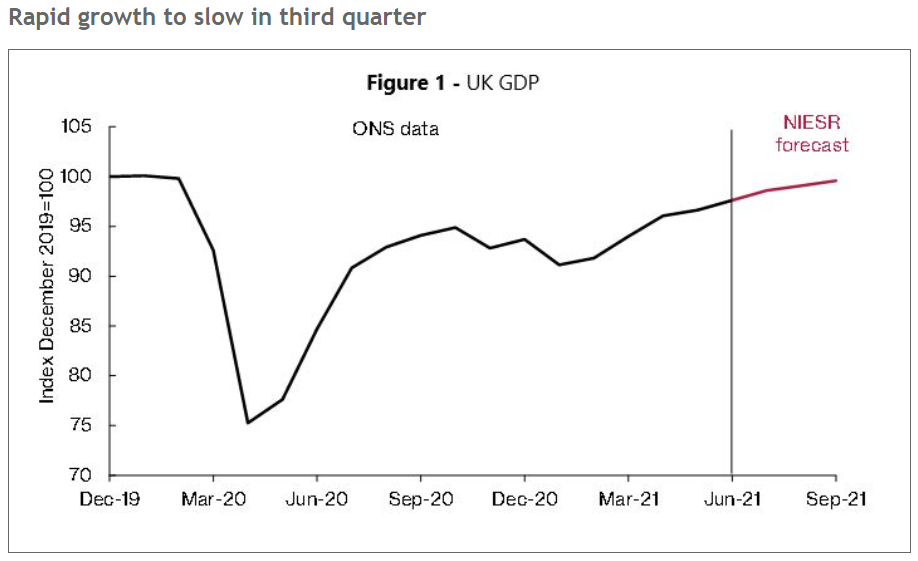 Rapid growth to slow in third quarter
Figure 1 - UK GDP
ONS data
NIESR
forecast
Index December 2019=100
105
100
95
90
85
80
75
70
Dec-19 Mar-20 Jun-20 Sep-20 Dec-20 Mar-21 Jun-21 Sep-21